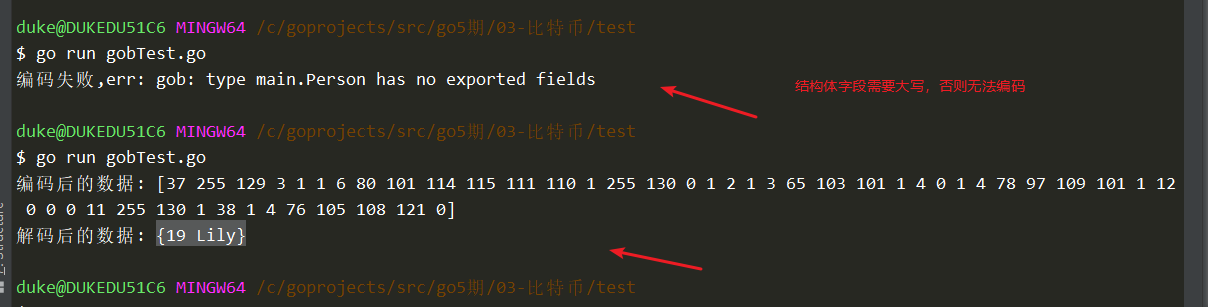 duke@DUKEDU51C6 MINGW64 /c/goprojects/src/go5期/03-比特币/test
$ go run gobTest.go
编码失败,err: gob: type main.Person has no exported fields
结构体字段需要大写，否则无法编码
duke@DUKEDU51C6 MINGW64 /c/goprojects/src/go5期/03-比特币/test
$ go run gobTest.go
编码后的数据: [37 255 129 3 1 1 6 80 101 114 115 111 110 1 255 130 0 1 2 1 3 65 103 101 1 4 0 1 4 78 97 109 101 1 12
0 0 0 11 255 130 1 38 1 4 76 105 108 121 0]
解码后的数据: {19 Lily}
duke@DUKEDU51C6 MINGW64 /c/goprojects/src/go5期/03-比特币/test